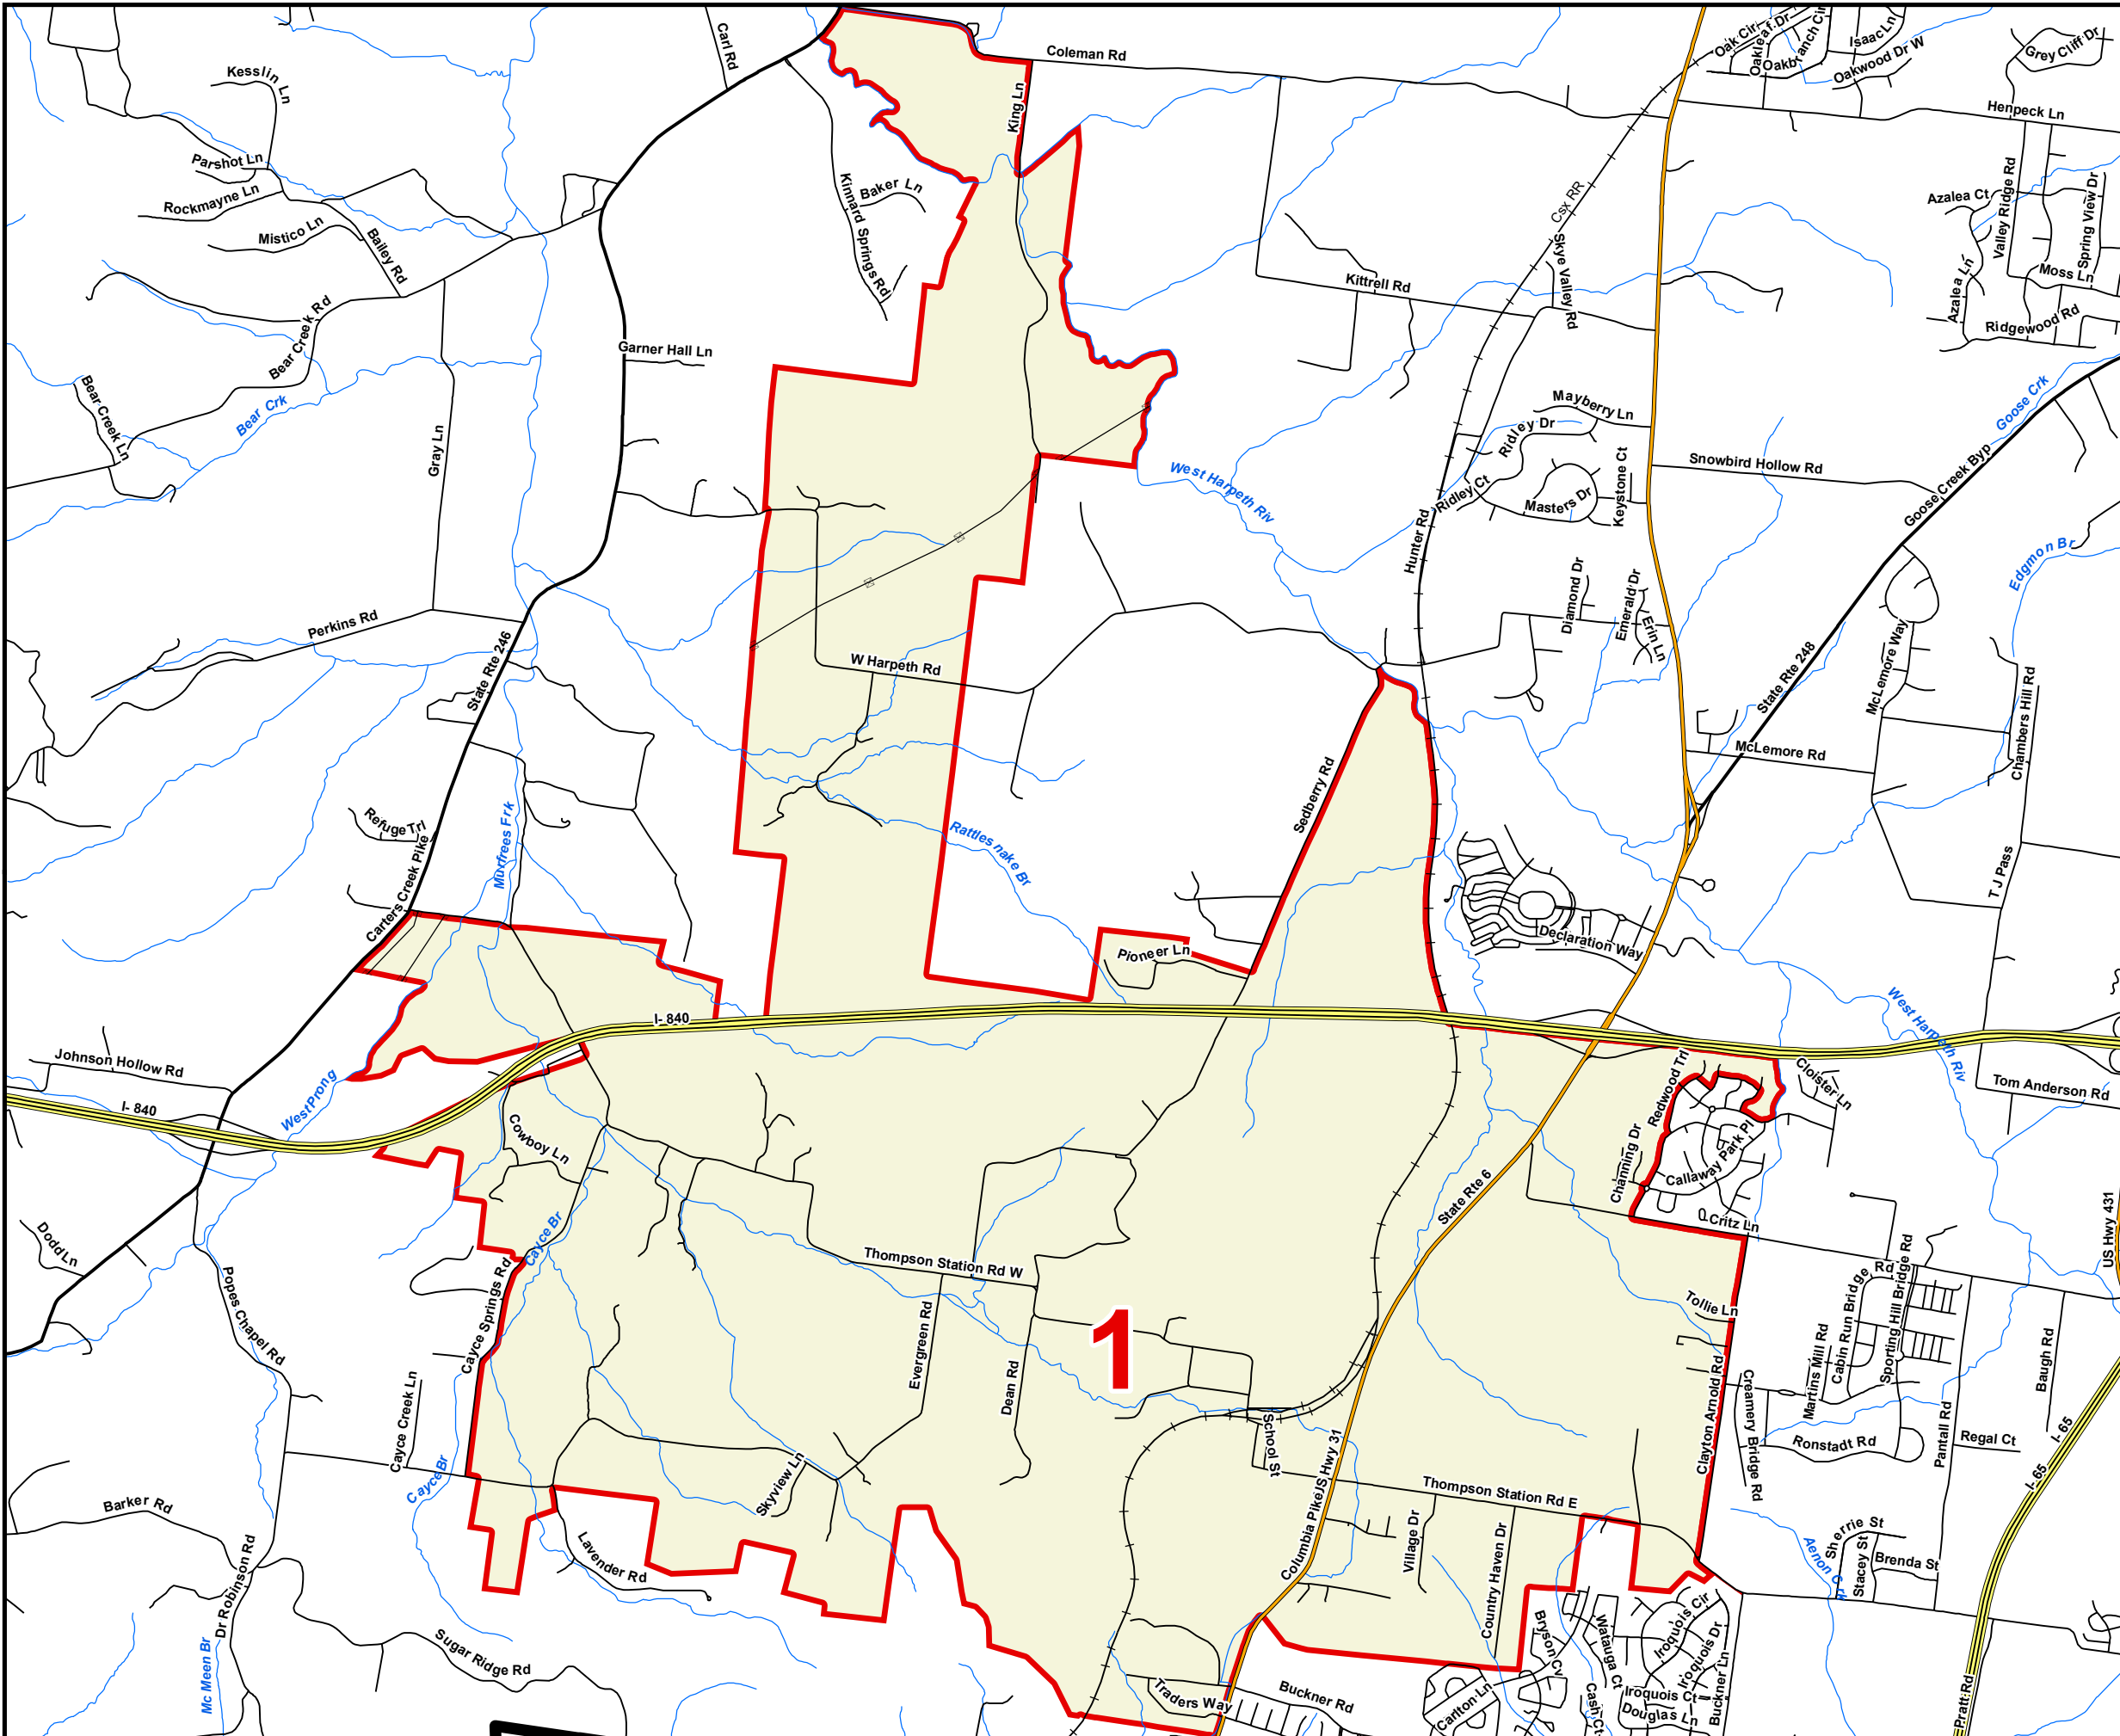 Carl Rd
Coleman Rd
Oak Cir
Oakleaf Dr
Oakbranch Cir
Isaac Ln
Oakwood Dr W
Grey Cliff Dr
Kesslin Ln
King Ln
Henpeck Ln
Parshot Ln
Rockmayne Ln
Mistico Ln
Bailey Rd
Kinnard Springs Rd
Baker Ln
Csx RR
Skye Valley Rd
Azalea Ct
Valley Ridge Rd
Spring View Dr
Azalea Ln
Moss Ln
Ridgewood Rd
Kittrell Rd
Bear Creek Rd
Garner Hall Ln
Bear Creek Ln
Bear Crk
Gray Ln
Mayberry Ln
Ridley Dr
Ridley Ct
Masters Dr
Keystone Ct
Goose Crk
Snowbird Hollow Rd
Goose Creek Byp
West Harpeth Riv
Hunter Rd
Edgmon Br
Diamond Dr
Emerald Dr
Erin Ln
Perkins Rd
State Rte 246
W Harpeth Rd
State Rte 248
McLemore Way
Chambers Hill Rd
McLemore Rd
Sedberry Rd
Refuge Trl
Murfrees Frk
Rattlesnake Br
Carters Creek Pike
T J Pass
Declaration Way
Pioneer Ln
West Harpeth Riv
I- 840
Johnson Hollow Rd
I- 840
West Prong
Redwood Trl
Cloister Ln
Tom Anderson Rd
Cowboy Ln
Channing Dr
Callaway Park Pl
State Rte 6
Critz Ln
US Hwy 431
Dodd Ln
Cayce Br
Thompson Station Rd W
Popes Chapel Rd
Cayce Springs Rd
Evergreen Rd
Dean Rd
1
Tollie Ln
Cabin Run Bridge Rd
Sporting Hill Bridge Rd
Martins Mill Rd
Baugh Rd
Clayton Arnold Rd
Creamery Bridge Rd
Cayce Creek Ln
School St
Ronstadt Rd
Pantall Rd
Regal Ct
I- 65
I- 65
Cayce Br
Skyview Ln
Columbia Pike
US Hwy 31
Thompson Station Rd E
Barker Rd
Lavender Rd
Village Dr
Country Haven Dr
Aenon Crk
Sherrie St
Stacey St
Brenda St
Dr Robinson Rd
Mc Meen Br
Sugar Ridge Rd
Bryson Cv
Watauga Ct
Iroquois Cir
Iroquois Dr
Iroquois Ct
Douglas Ln
Buckner Ln
Traders Way
Buckner Rd
Carlton Ln
Cash Ct
Pratt Rd